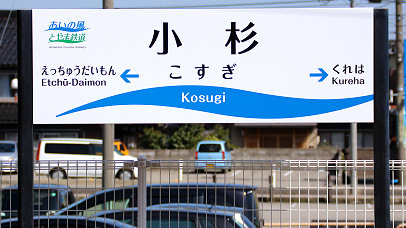 あいの風
とやま鉄道
小杉
こすぎ
えっちゅうだいもん
Etchū-Daimon
くれは
Kureha
Kosugi